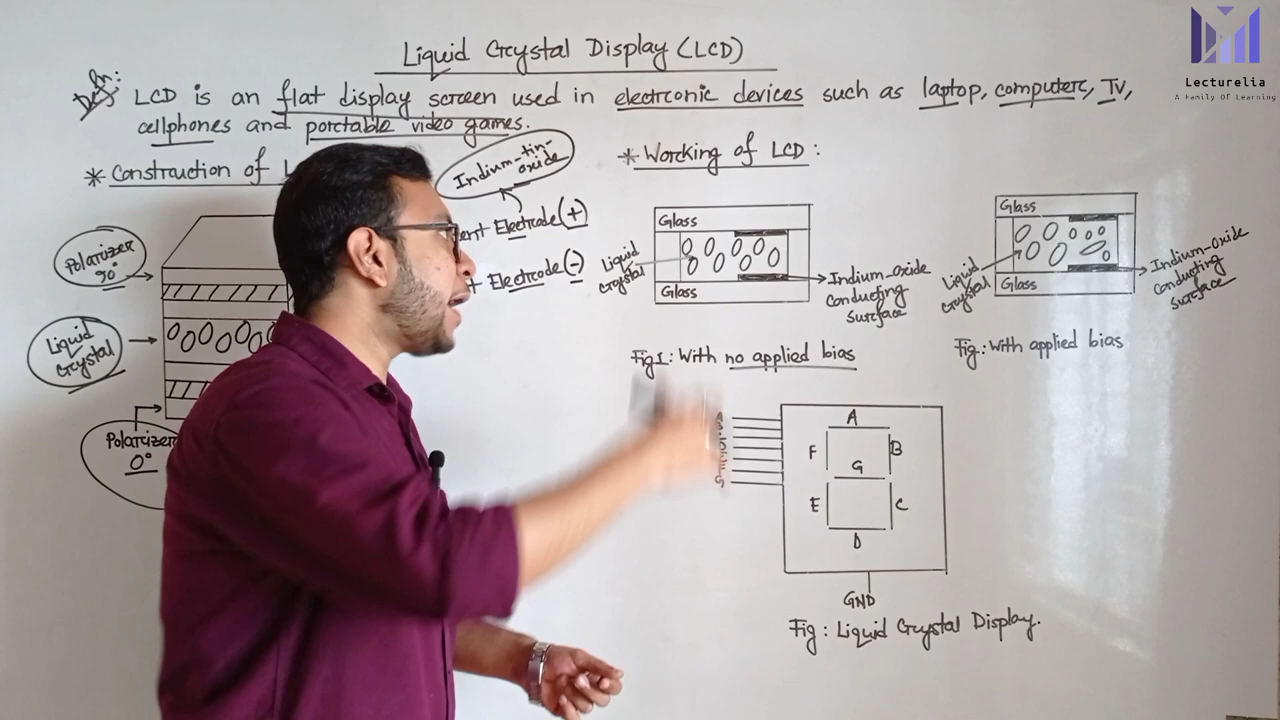 Lecturelia
A Family Of Learning
Liquid Crystal Display (LCD)
Defn:
LCD is an flat display screen used in electronic devices such as laptop, computers, TV,
cellphones and portable video games.
* Construction of L
Indium-tin-
oxide
Electrode (+)
Electrode (-)
Polarizer
90°
Liquid
Crystal
Polarizer
0°
* Working of LCD:
Glass
Liquid
Crystal
Glass
Indium-Oxide
Conducting
Surface
Fig1: With no applied bias
Glass
Liquid
Crystal
Glass
Indium-Oxide
Conducting
Surface
Fig.: With applied bias
A
F
B
G
E
C
D
G
GND
Fig: Liquid Crystal Display.